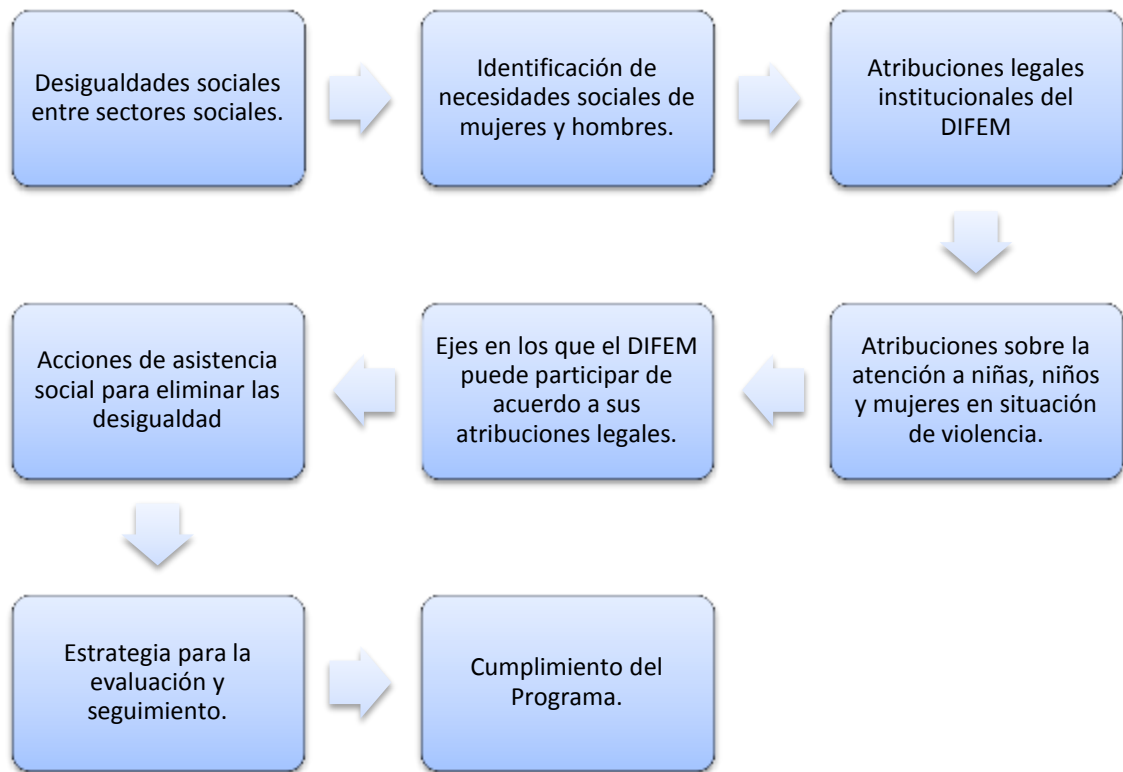 Desigualdades sociales
entre sectores sociales.
Identificación de
necesidades sociales de
mujeres y hombres.
Atribuciones legales
institucionales del
DIFEM
Atribuciones sobre la
atención a niñas, niños
y mujeres en situación
de violencia.
Ejes en los que el DIFEM
puede participar de
acuerdo a sus
atribuciones legales.
Acciones de asistencia
social para eliminar las
desigualdad
Estrategia para la
evaluación y
seguimiento.
Cumplimiento del
Programa.